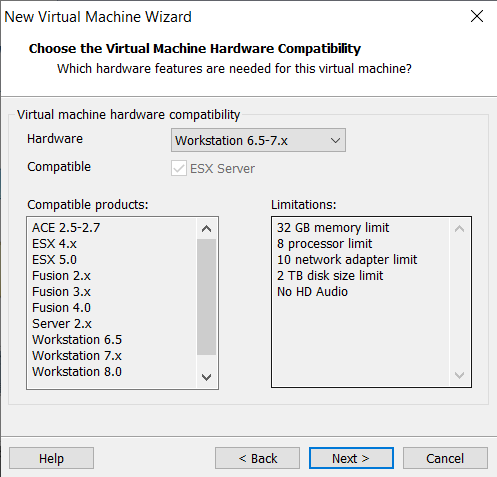 New Virtual Machine Wizard
Choose the Virtual Machine Hardware Compatibility
Which hardware features are needed for this virtual machine?
Virtual machine hardware compatibility
Hardware
Workstation 6.5-7.x
Compatible
ESX Server
Compatible products:
ACE 2.5-2.7
ESX 4.x
ESX 5.0
Fusion 2.x
Fusion 3.x
Fusion 4.0
Server 2.x
Workstation 6.5
Workstation 7.x
Workstation 8.0
Limitations:
32 GB memory limit
8 processor limit
10 network adapter limit
2 TB disk size limit
No HD Audio
Help
< Back
Next >
Cancel